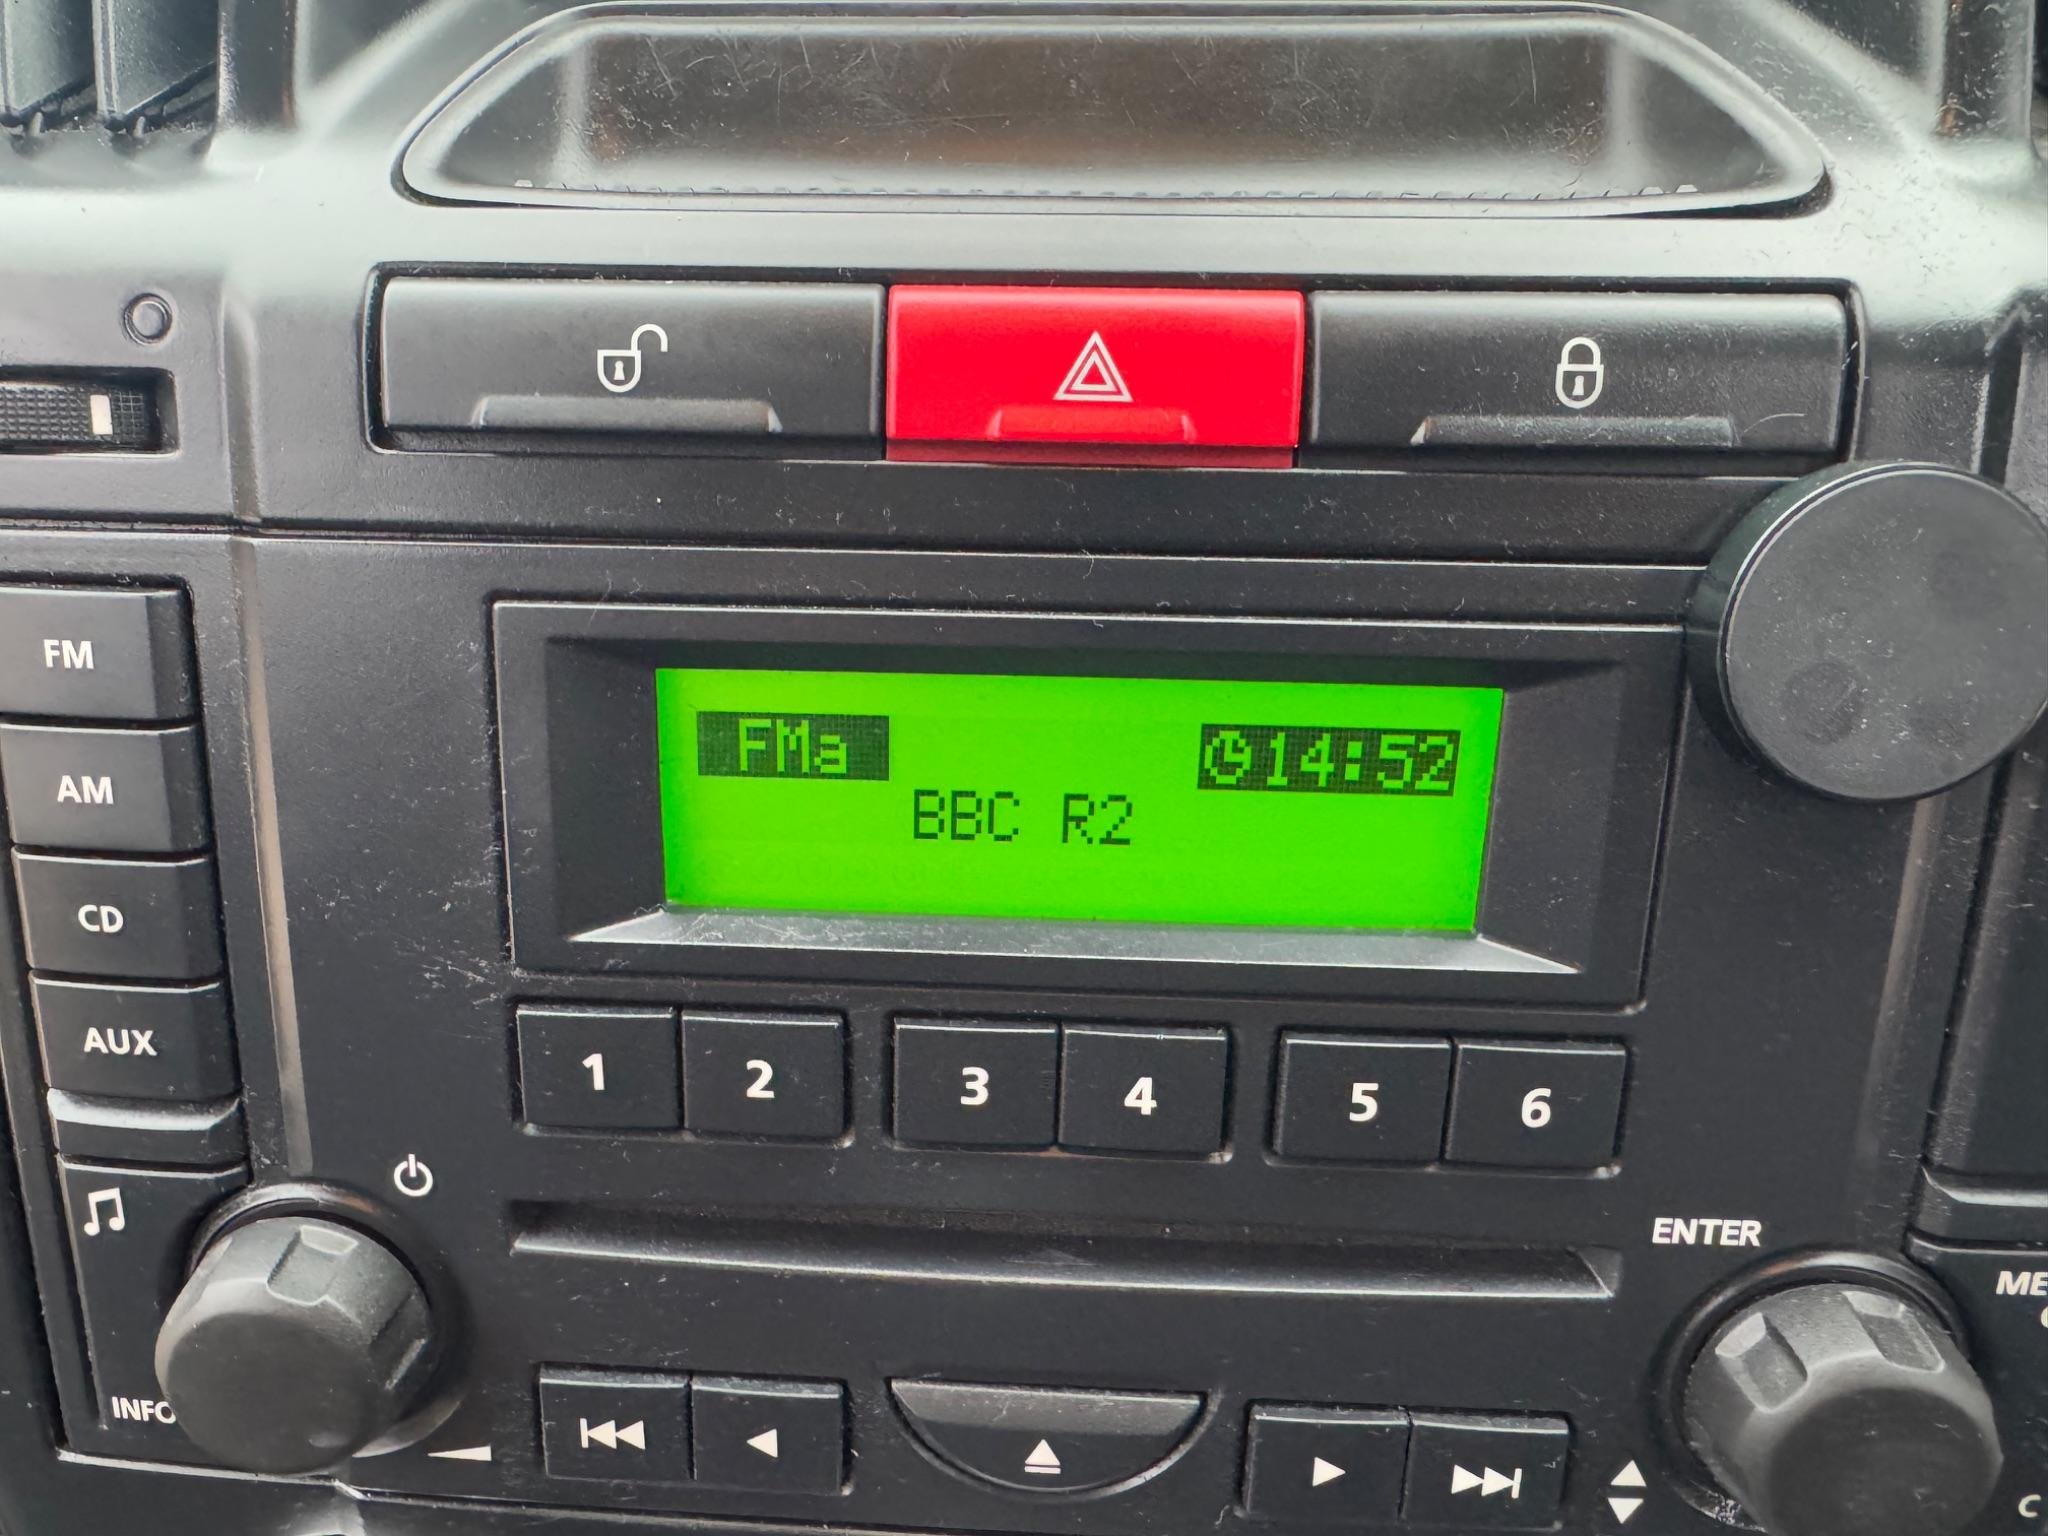 FM
AM
CD
AUX
FMa 14:52
BBC R2
1 2 3 4 5 6
ENTER
INFO